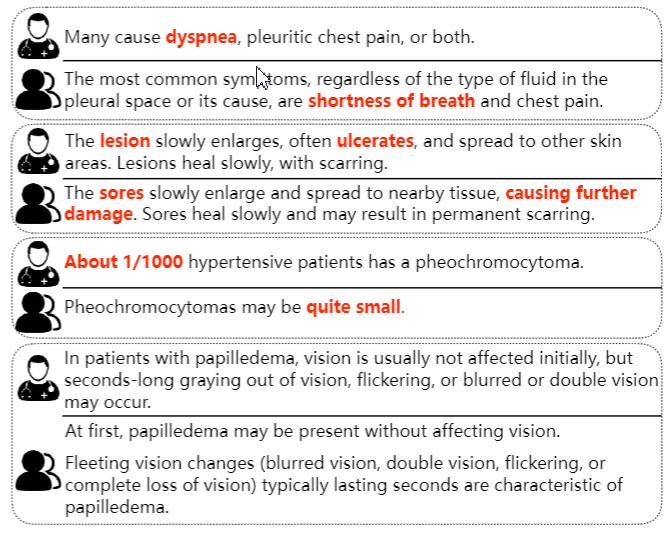 Many cause dyspnea, pleuritic chest pain, or both.
The most common symptoms, regardless of the type of fluid in the
pleural space or its cause, are shortness of breath and chest pain.
The lesion slowly enlarges, often ulcerates, and spread to other skin
areas. Lesions heal slowly, with scarring.
The sores slowly enlarge and spread to nearby tissue, causing further
damage. Sores heal slowly and may result in permanent scarring.
About 1/1000 hypertensive patients has a pheochromocytoma.
Pheochromocytomas may be quite small.
In patients with papilledema, vision is usually not affected initially, but
seconds-long graying out of vision, flickering, or blurred or double vision
may occur.
At first, papilledema may be present without affecting vision.
Fleeting vision changes (blurred vision, double vision, flickering, or
complete loss of vision) typically lasting seconds are characteristic of
papilledema.